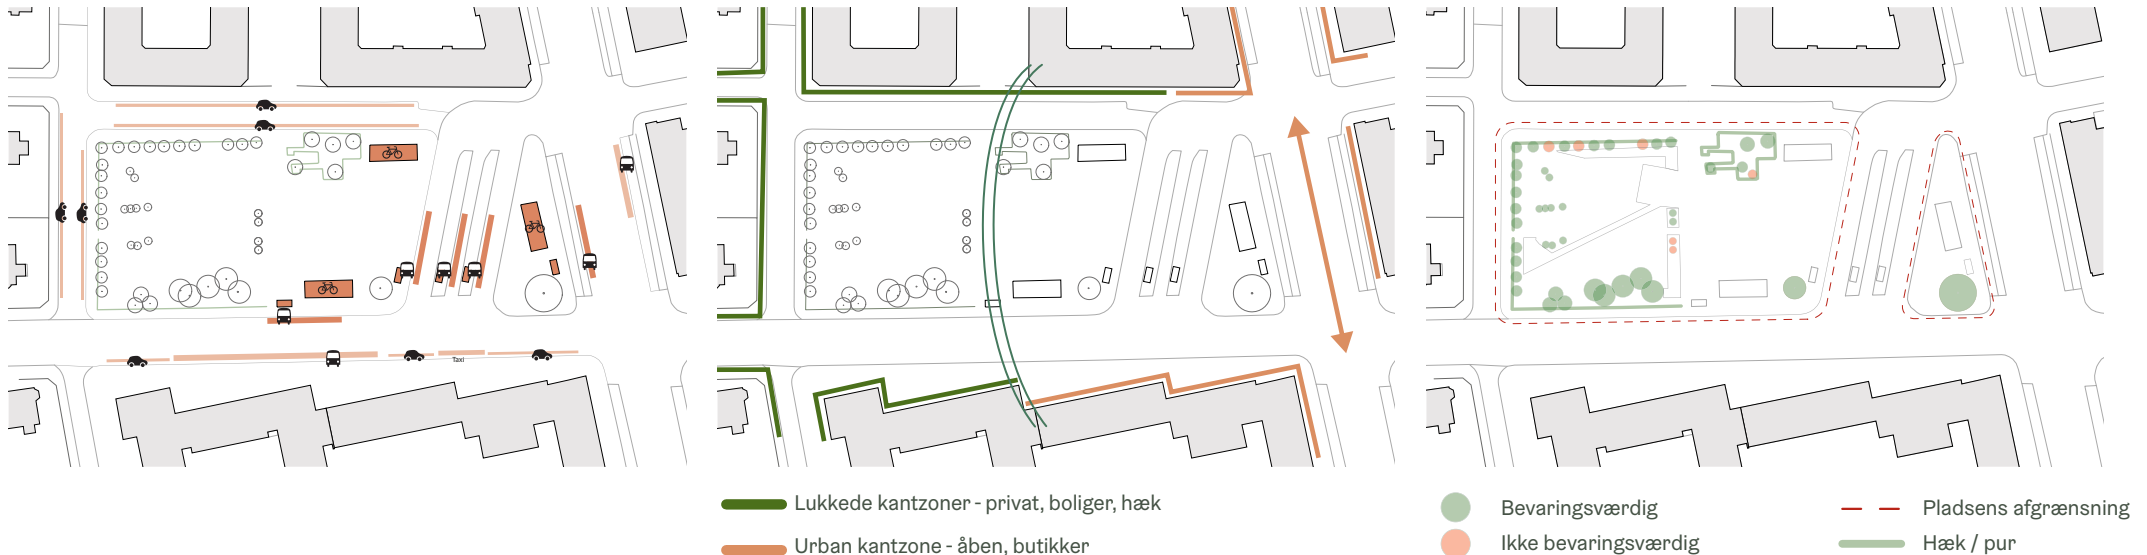 Taxi
Lukkede kantzoner - privat, boliger, hæk
Urban kantzone - åben, butikker
Bevaringsværdig
Ikke bevaringsværdig
Pladsens afgrænsning
Hæk / pur